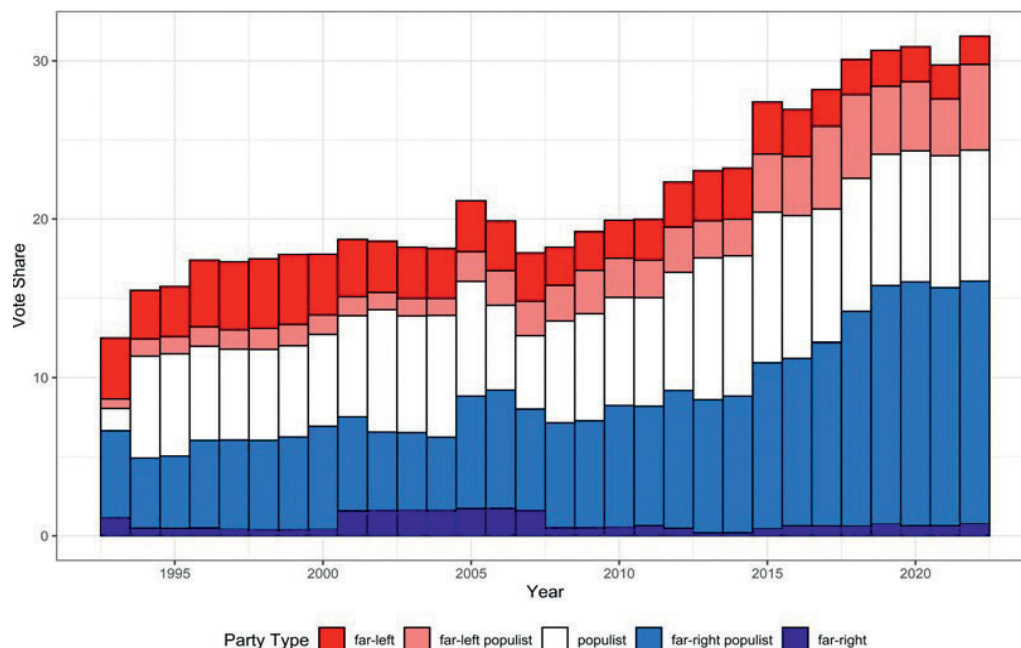 30
20
10
0
Vote Share
1995 2000 2005 2010 2015 2020
Year
Party Type far-left far-left populist populist far-right populist far-right